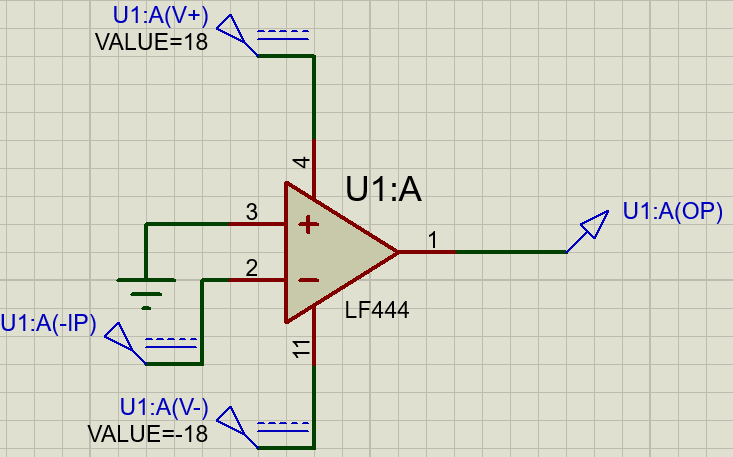 U1:A(V+)
VALUE=18
4
U1:A
3
1
U1:A(OP)
2
LF444
U1:A(-IP)
11
U1:A(V-)
VALUE=-18